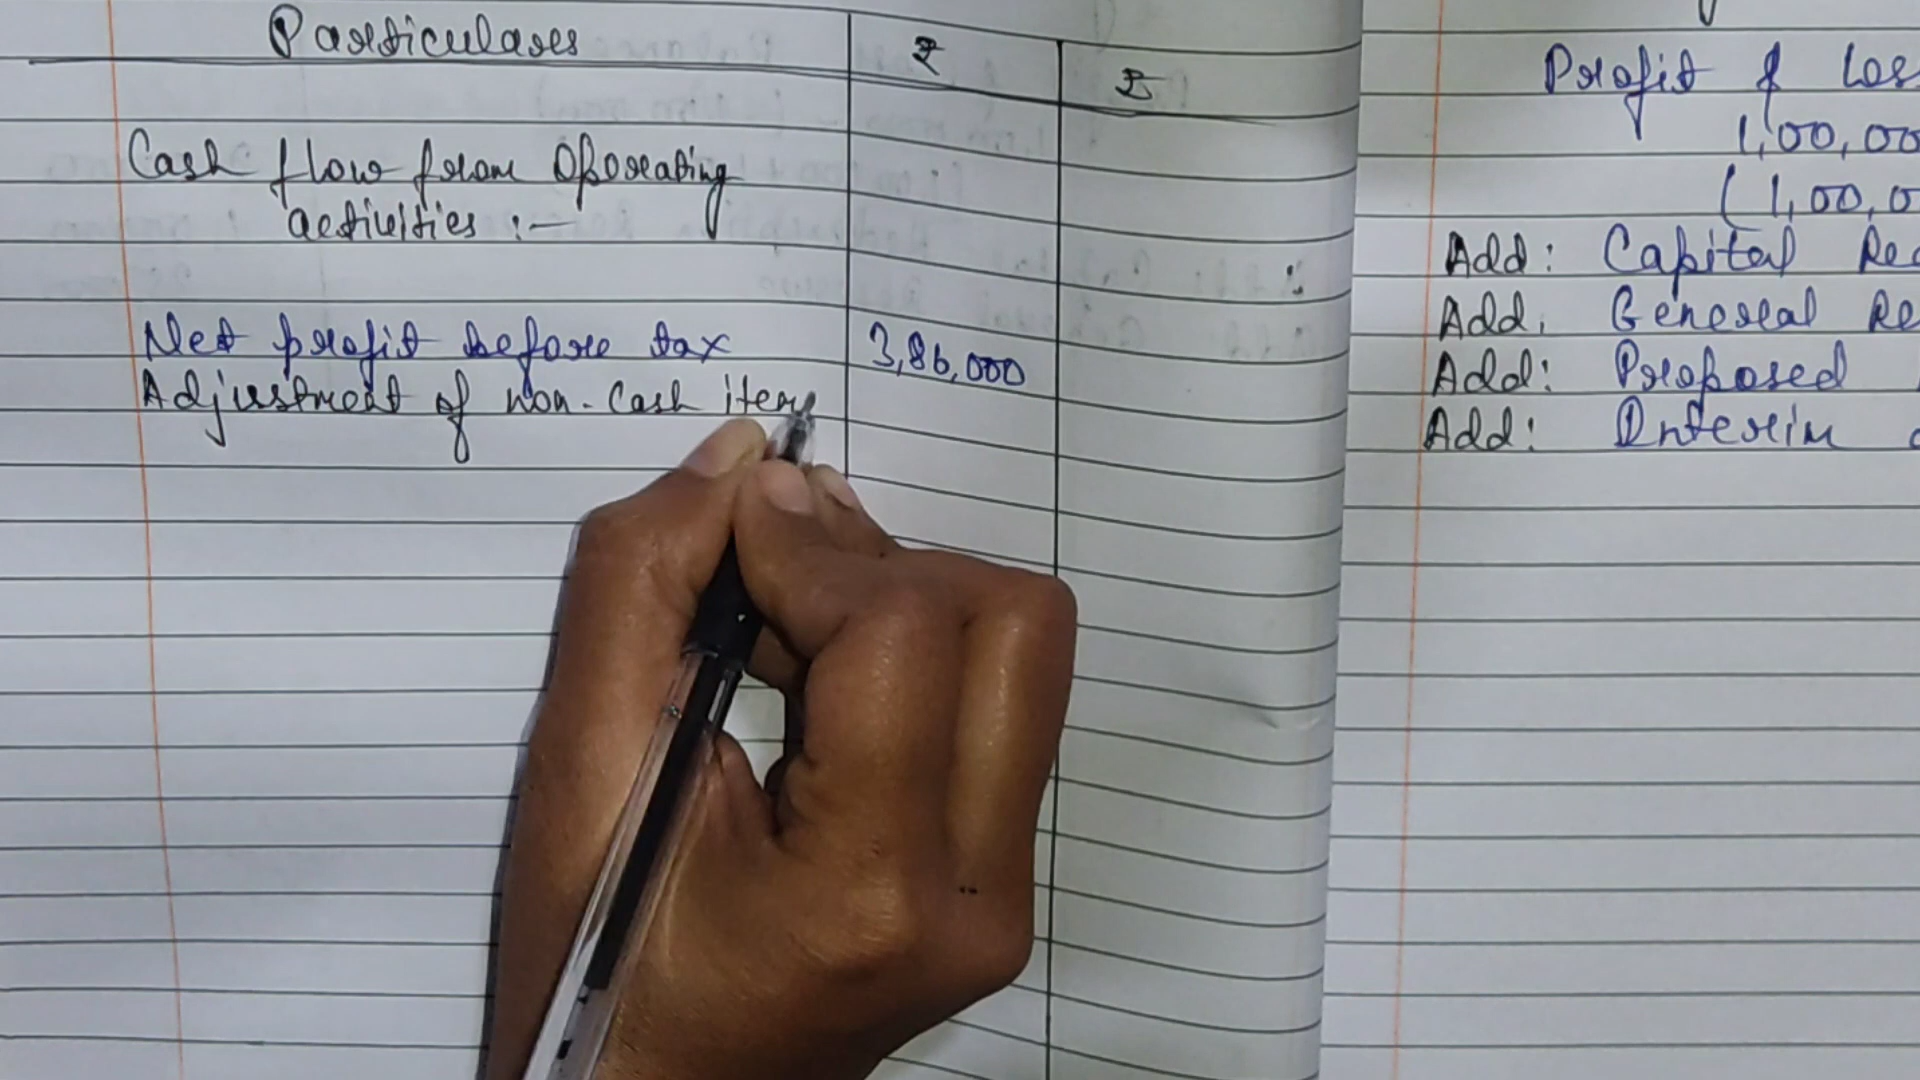 Particulares ₹ ₹
Cash flow from Operating
activities :-
Net profit before tax 3,86,000
Adjustment of non-Cash item
Profit & Los
1,00,00
(1,00,0
Add: Capital Re
Add. General Re
Add: Proposed
Add: Interim